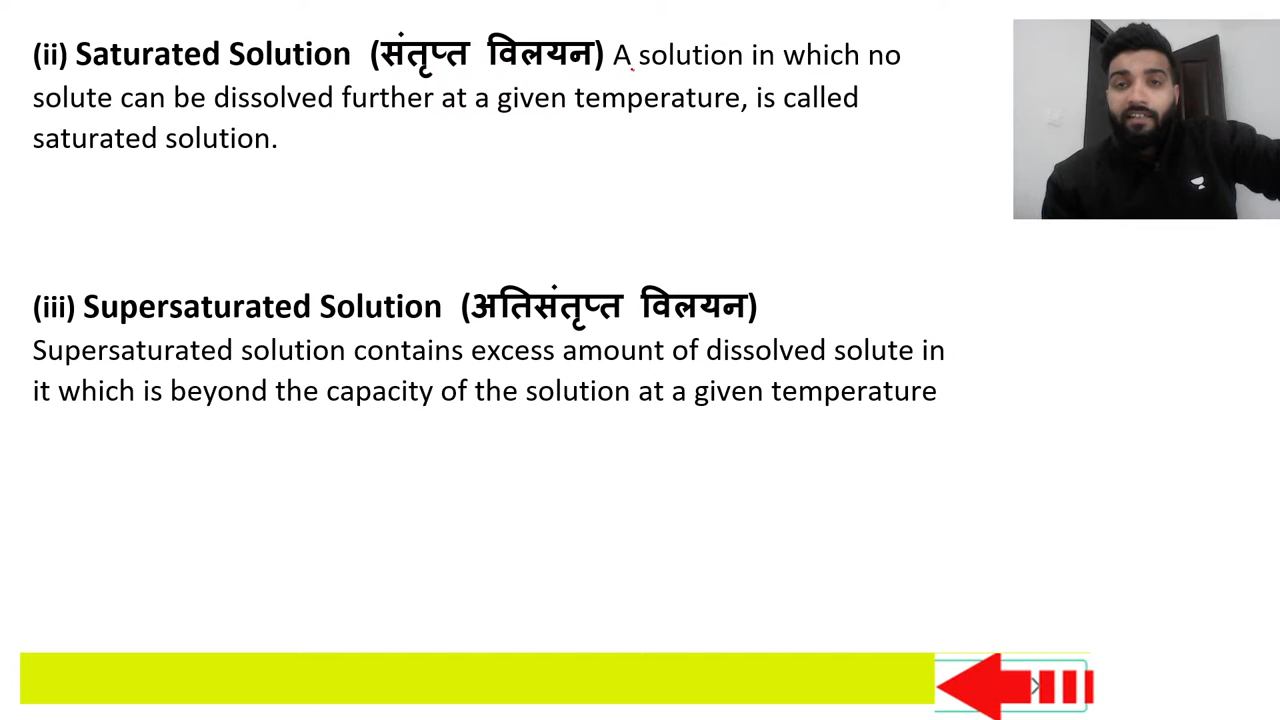 (ii) Saturated Solution (संतृप्त विलयन) A solution in which no
solute can be dissolved further at a given temperature, is called
saturated solution.
(iii) Supersaturated Solution (अतिसंतृप्त विलयन)
Supersaturated solution contains excess amount of dissolved solute in
it which is beyond the capacity of the solution at a given temperature